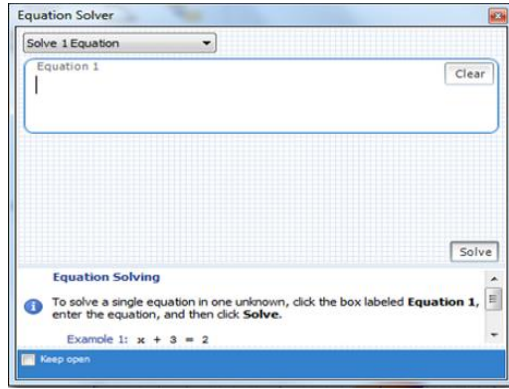 Equation Solver
Solve 1 Equation
Equation 1
Clear
Solve
Equation Solving
To solve a single equation in one unknown, click the box labeled Equation 1,
enter the equation, and then click Solve.
Example 1: x + 3 = 2
Keep open